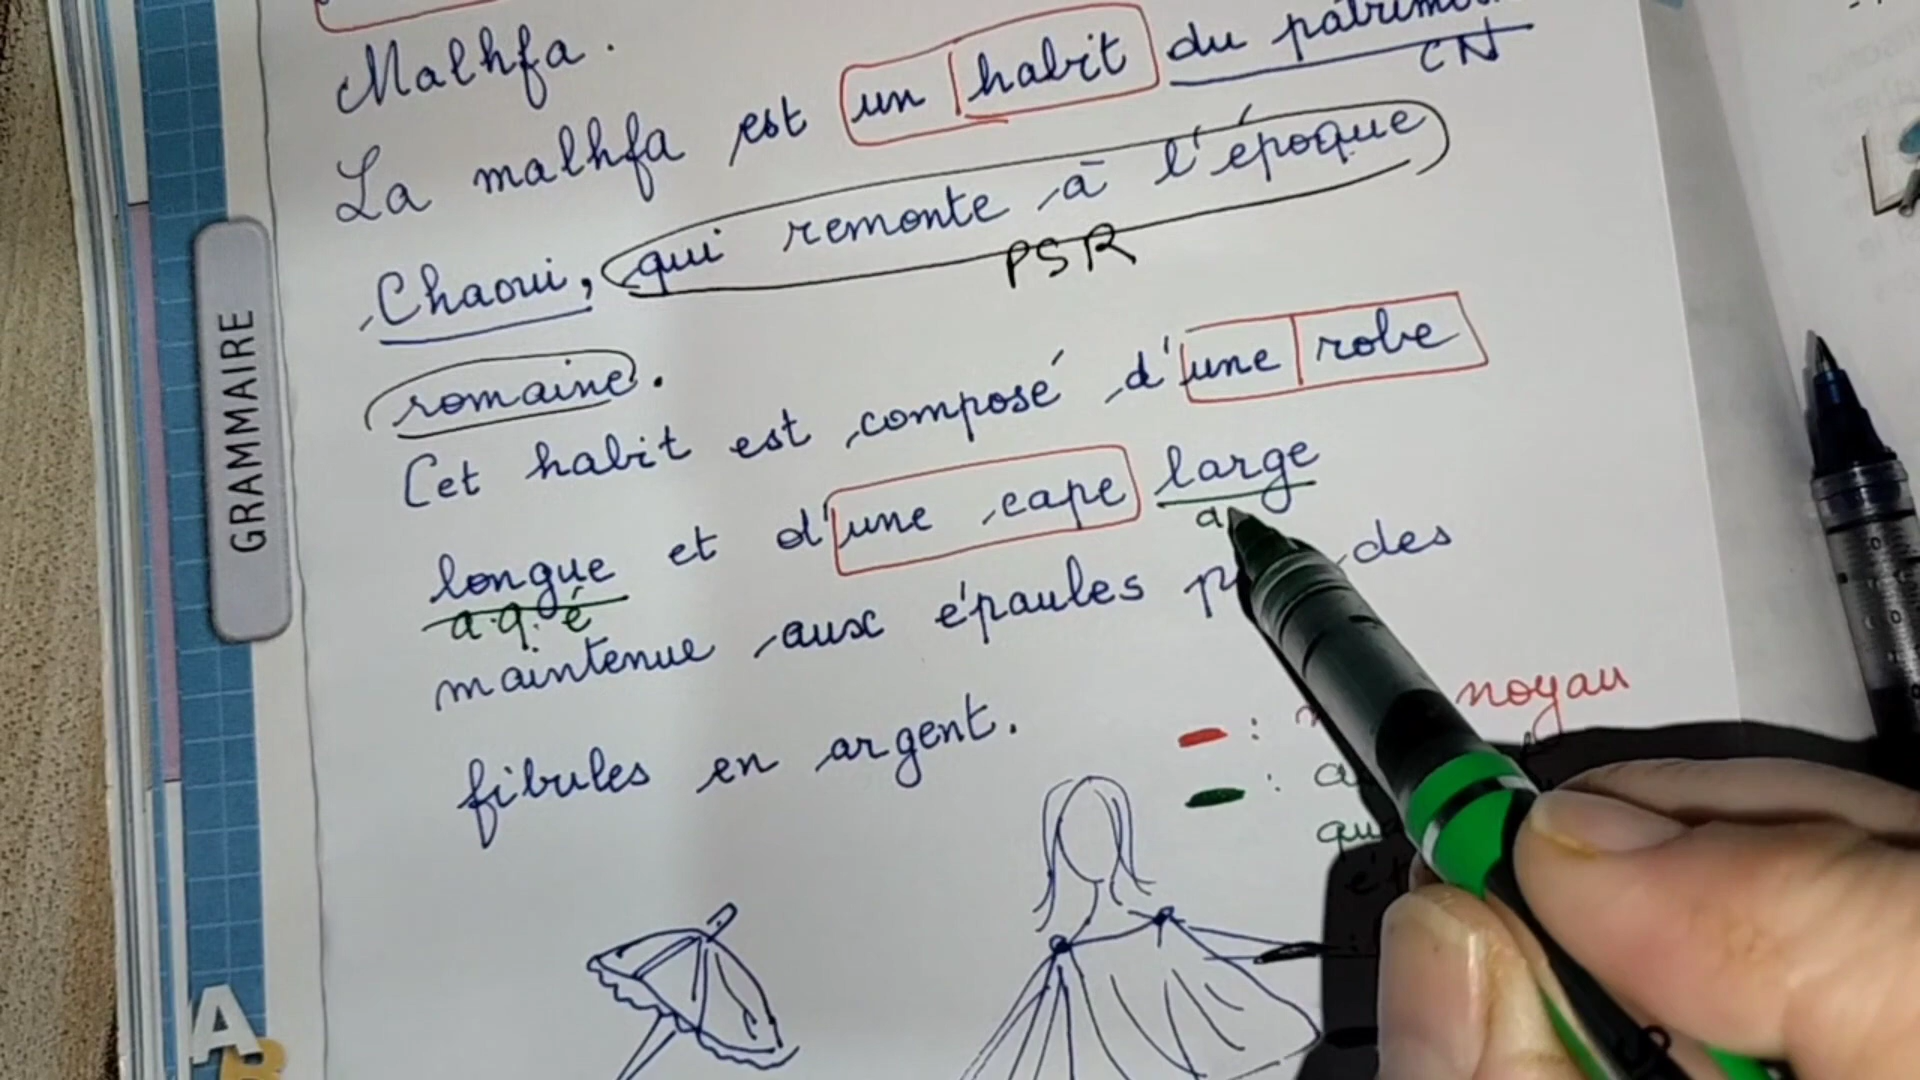 Malhfa.
La malhfa est un habit du
CN
Chaoui, qui remonte à l'époque
PSR
romaine.
Cet habit est composé d'une robe
longue et d'une cape large
a.q.é
a
maintenue aux épaules des
fibules en argent.
noyau
GRAMMAIRE
A